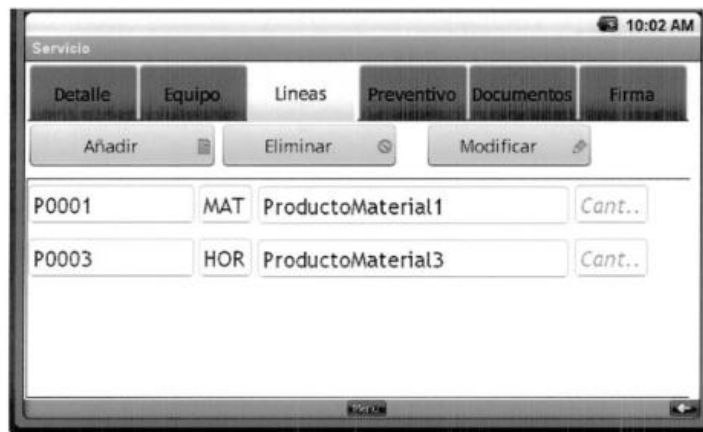 10:02 AM
Servicio
Detalle Equipo Lineas Preventivo Documentos Firma
Añadir Eliminar Modificar
P0001 MAT ProductoMaterial1 Cant..
P0003 HOR ProductoMaterial3 Cant..
Menu